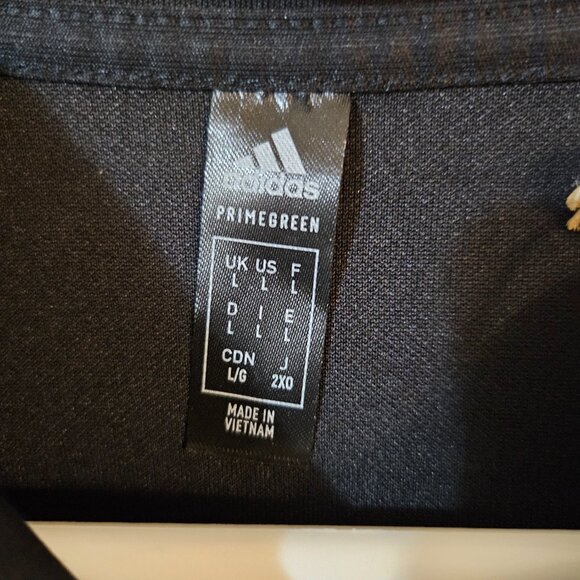 adidas
PRIMEGREEN
UK US F
L L L
D I E
L L L
CDN J
L/G 2XO
MADE IN
VIETNAM